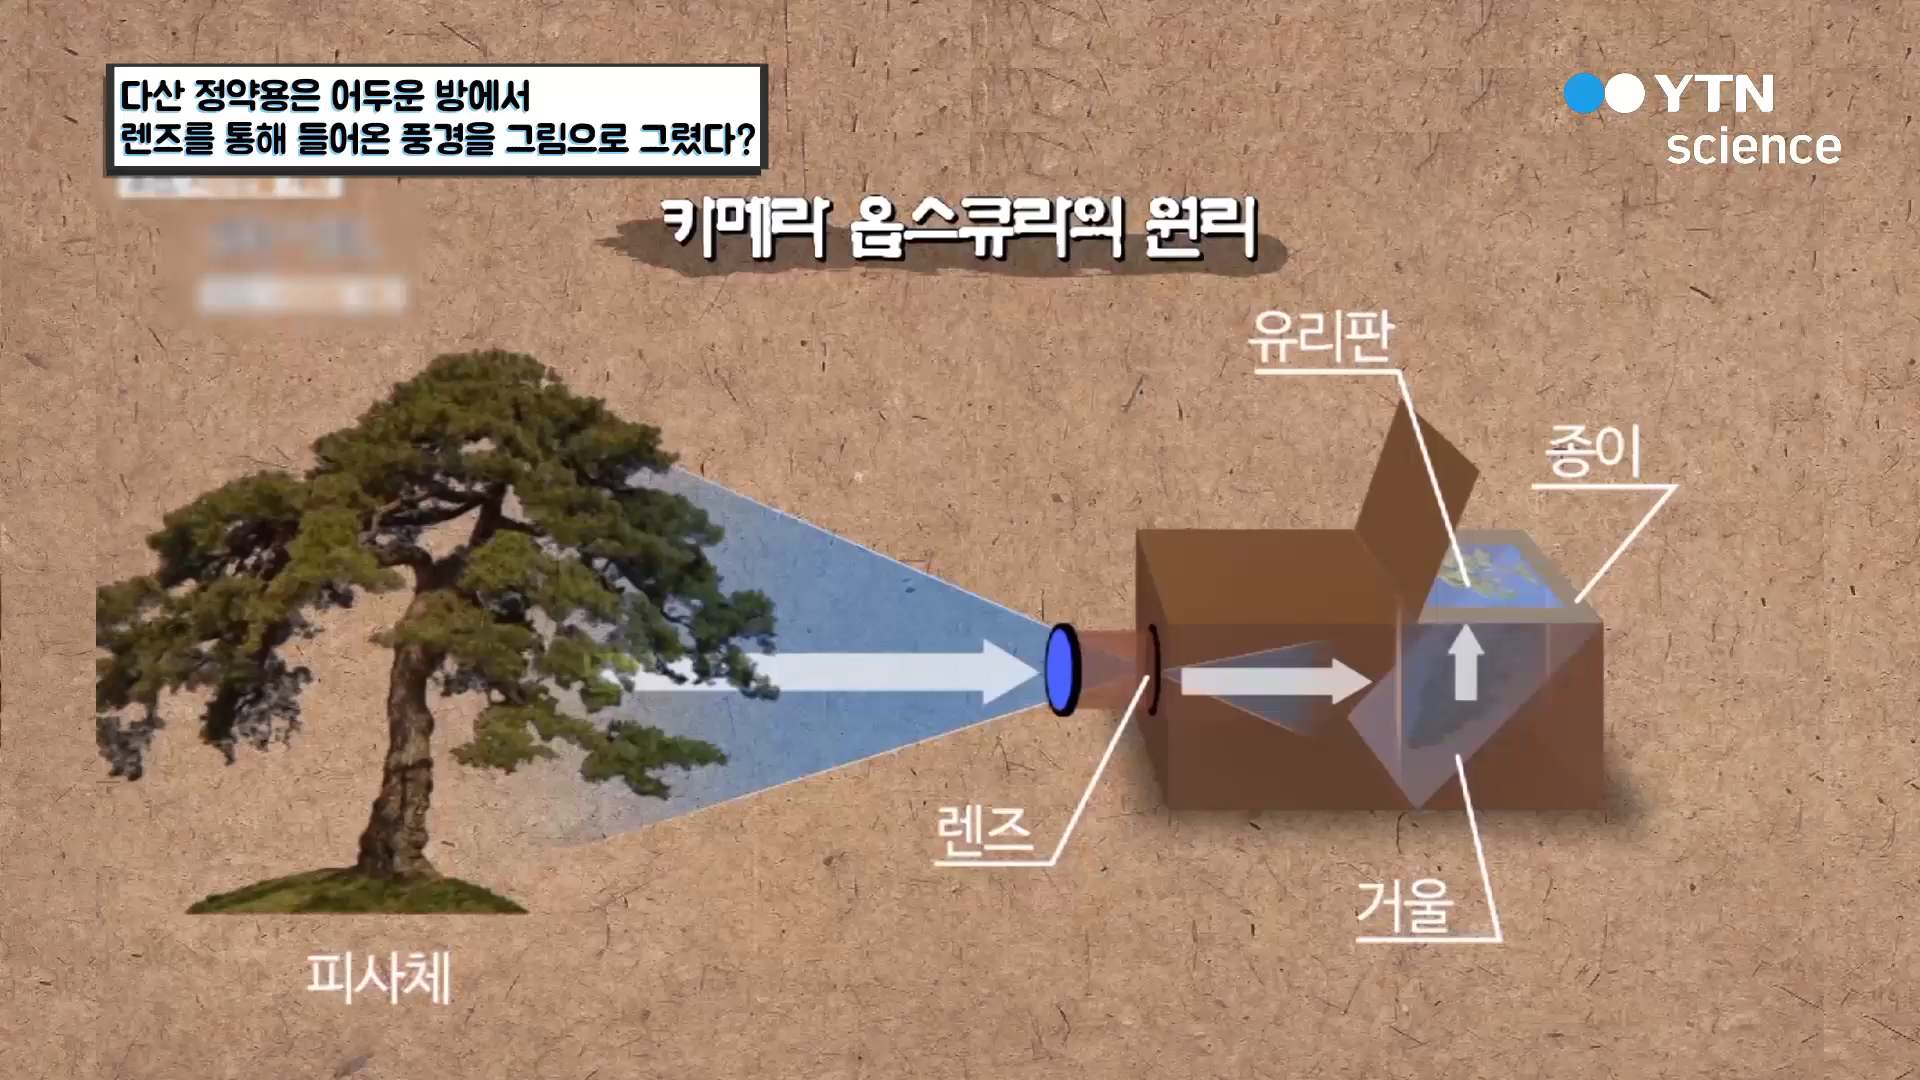 다산 정약용은 어두운 방에서
렌즈를 통해 들어온 풍경을 그림으로 그렸다?
YTN
science
카메라 옵스큐라의 원리
유리판
종이
렌즈
거울
피사체